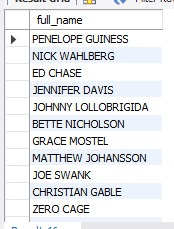 full_name
PENELOPE GUINESS
NICK WAHLBERG
ED CHASE
JENNIFER DAVIS
JOHNNY LOLLOBRIGIDA
BETTE NICHOLSON
GRACE MOSTEL
MATTHEW JOHANSSON
JOE SWANK
CHRISTIAN GABLE
ZERO CAGE